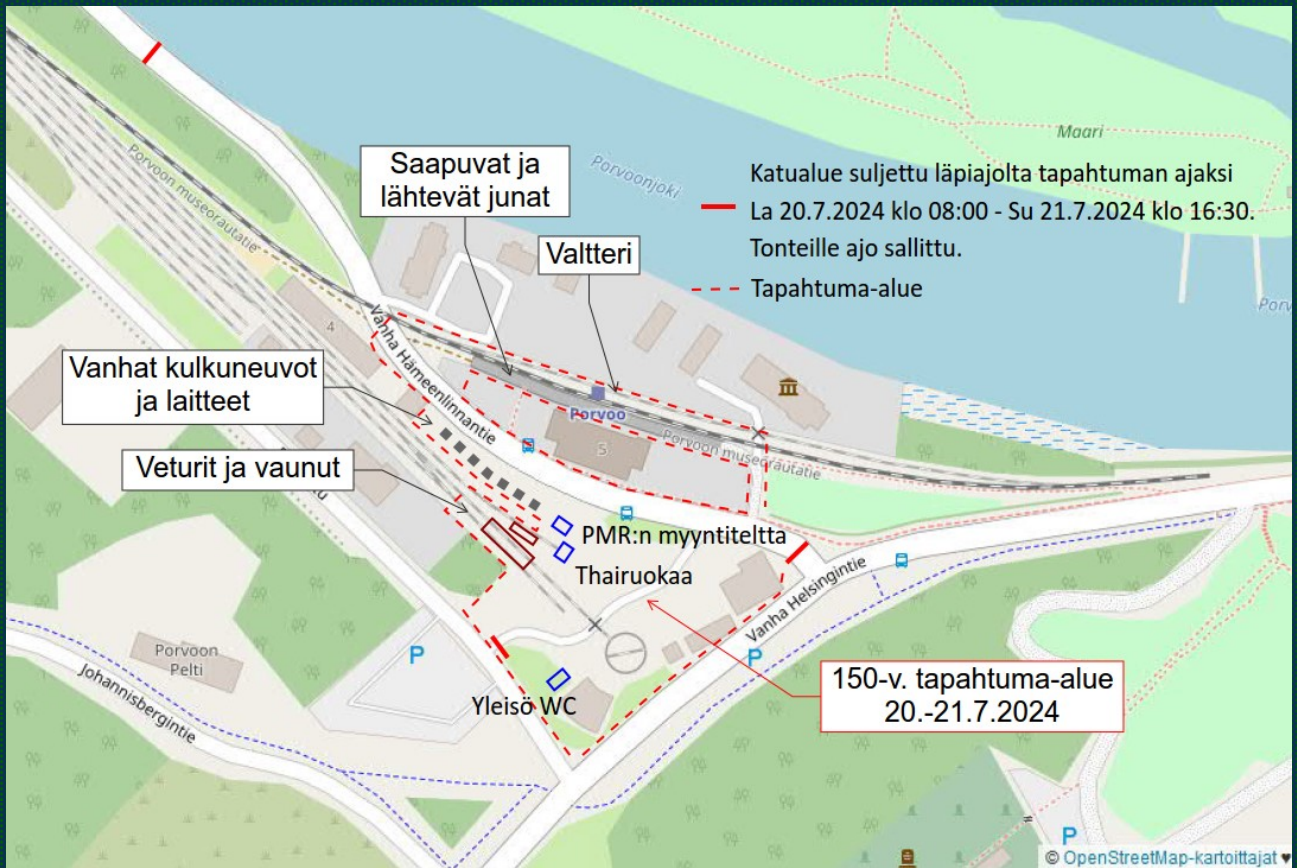 Maari
Porvoonjoki
Saapuvat ja
lähtevät junat
Katualue suljettu läpiajolta tapahtuman ajaksi
La 20.7.2024 klo 08:00 - Su 21.7.2024 klo 16:30.
Tonteille ajo sallittu.
Tapahtuma-alue
Porvoon museorautatie
Valtteri
Porv
4
Vanha Hämeenlinnantie
Vanhat kulkuneuvot
ja laitteet
Porvoo
5
Porvoon museorautatie
Veturit ja vaunut
PMR:n myyntiteltta
Thairuokaa
Vanha Helsingintie
Porvoon
Pelti
P
P
Johannisbergintie
Yleisö WC
150-v. tapahtuma-alue
20.-21.7.2024
P
© OpenStreetMap-kartoittajat ♥